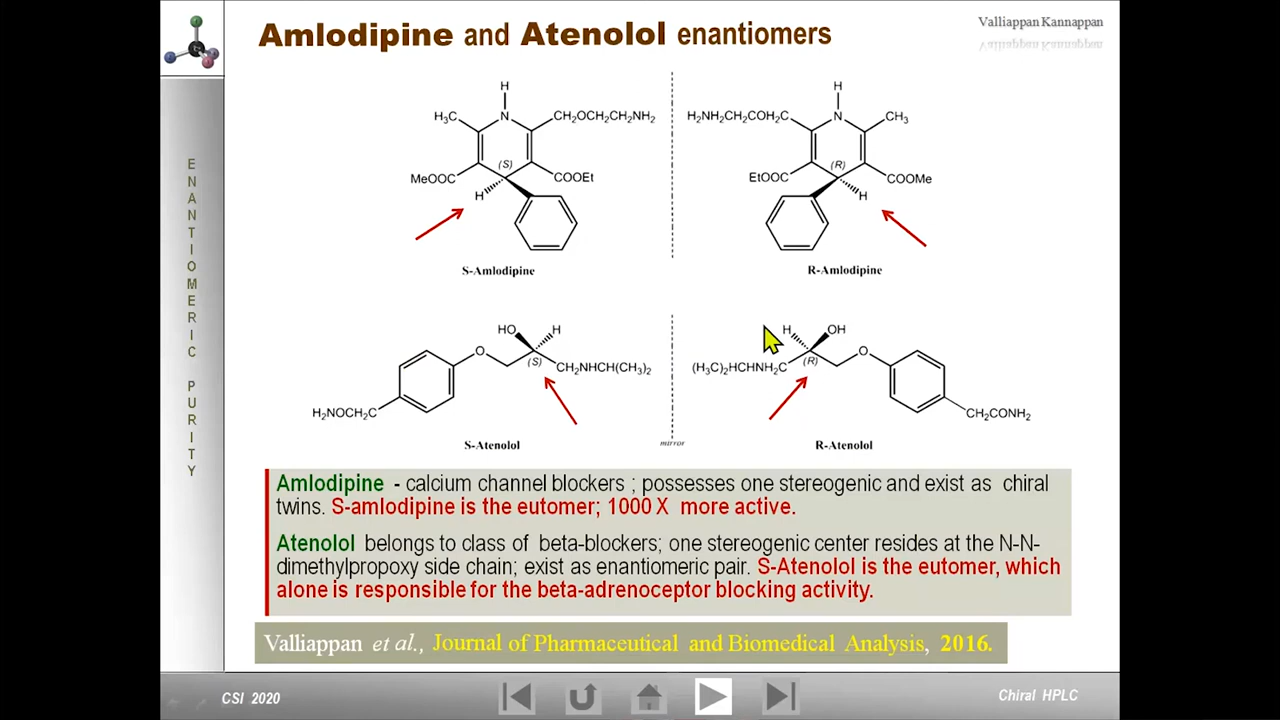 Amlodipine and Atenolol enantiomers
Valliappan Kannappan
ENANTIOMERIC PURITY
H
H₃C
N
CH₂OCH₂CH₂NH₂
(S)
MeOOC
COOEt
H
S-Amlodipine
H
H₂NH₂CH₂COH₂C
N
CH₃
(R)
EtOOC
COOMe
H
R-Amlodipine
HO
H
O
(S)
CH₂NHCH(CH₃)₂
H₂NOCH₂C
S-Atenolol
H
OH
O
(R)
(H₃C)₂HCHNH₂C
CH₂CONH₂
R-Atenolol
mirror
Amlodipine - calcium channel blockers ; possesses one stereogenic and exist as chiral
twins. S-amlodipine is the eutomer; 1000 X more active.
Atenolol belongs to class of beta-blockers; one stereogenic center resides at the N-N-
dimethylpropoxy side chain; exist as enantiomeric pair. S-Atenolol is the eutomer, which
alone is responsible for the beta-adrenoceptor blocking activity.
Valliappan et al., Journal of Pharmaceutical and Biomedical Analysis, 2016.
CSI 2020
Chiral HPLC